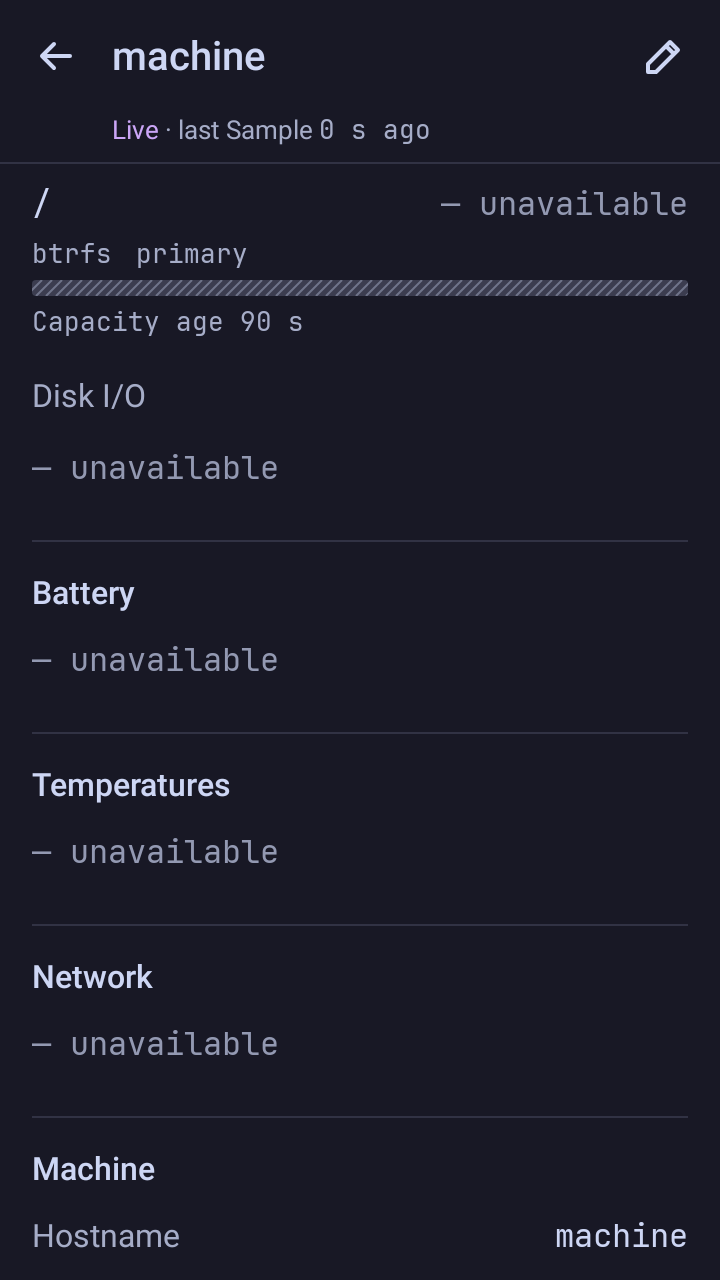 machine
Live · last Sample 0 s ago
/ — unavailable
btrfs primary
Capacity age 90 s
Disk I/O
— unavailable
Battery
— unavailable
Temperatures
— unavailable
Network
— unavailable
Machine
Hostname machine